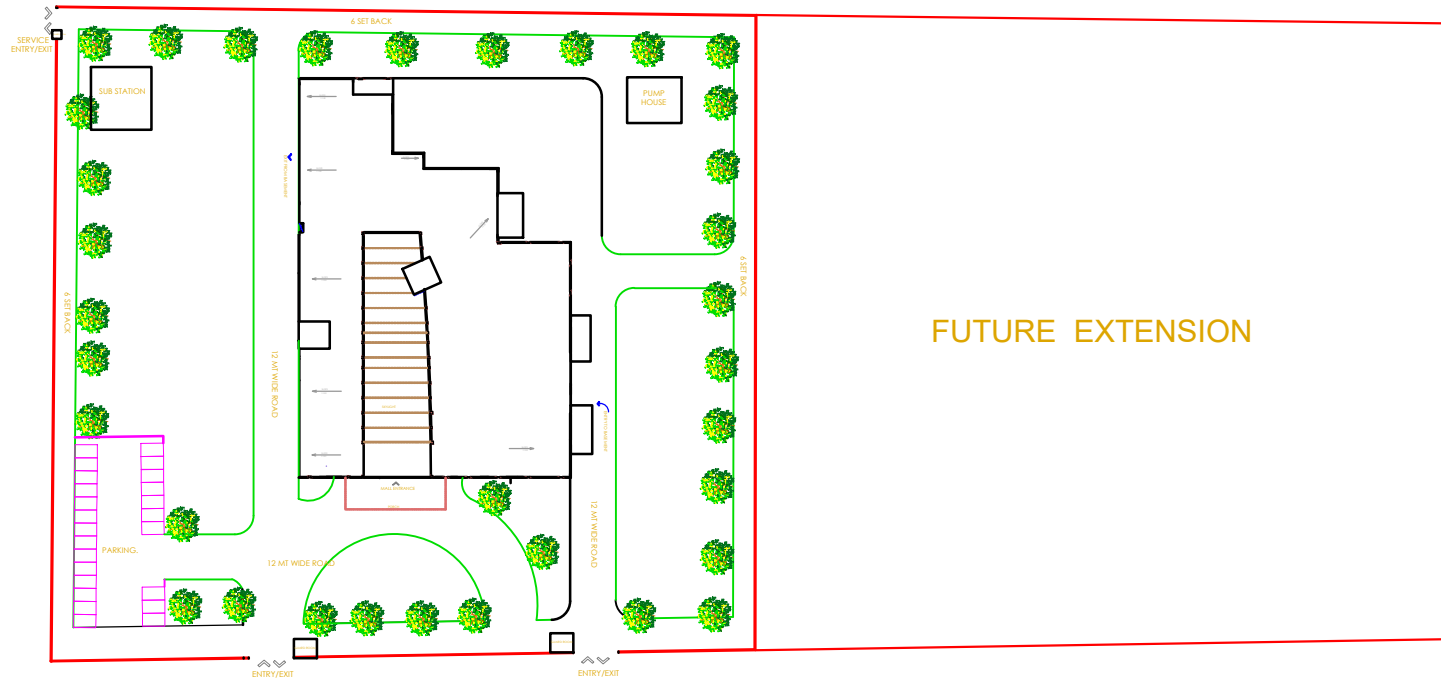 6 SET BACK
SERVICE
ENTRY/EXIT
SUB STATION
PUMP
HOUSE
6 SET BACK
6 SET BACK
FUTURE EXTENSION
12 MT WIDE ROAD
12 MT WIDE ROAD
PARKING.
12 MT WIDE ROAD
ENTRY/EXIT
ENTRY/EXIT